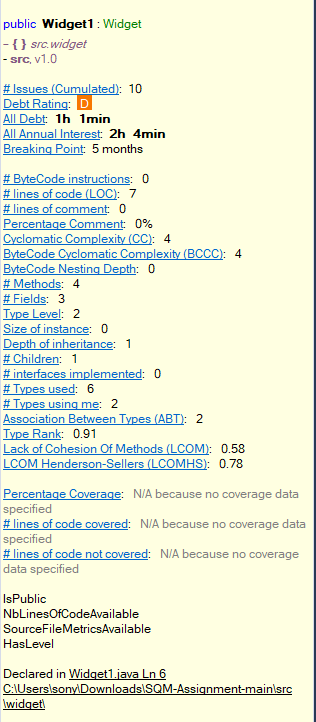 public Widget1 : Widget
– { } src.widget
- src, v1.0
# Issues (Cumulated): 10
Debt Rating: D
All Debt: 1h 1min
All Annual Interest: 2h 4min
Breaking Point: 5 months
# ByteCode instructions: 0
# lines of code (LOC): 7
# lines of comment: 0
Percentage Comment: 0%
Cyclomatic Complexity (CC): 4
ByteCode Cyclomatic Complexity (BCCC): 4
ByteCode Nesting Depth: 0
# Methods: 4
# Fields: 3
Type Level: 2
Size of instance: 0
Depth of inheritance: 1
# Children: 1
# interfaces implemented: 0
# Types used: 6
# Types using me: 2
Association Between Types (ABT): 2
Type Rank: 0.91
Lack of Cohesion Of Methods (LCOM): 0.58
LCOM Henderson-Sellers (LCOMHS): 0.78
Percentage Coverage: N/A because no coverage data
specified
# lines of code covered: N/A because no coverage data
specified
# lines of code not covered: N/A because no coverage
data specified
IsPublic
NbLinesOfCodeAvailable
SourceFileMetricsAvailable
HasLevel
Declared in Widget1.java Ln 6
C:\Users\sony\Downloads\SQM-Assignment-main\src
\widget\